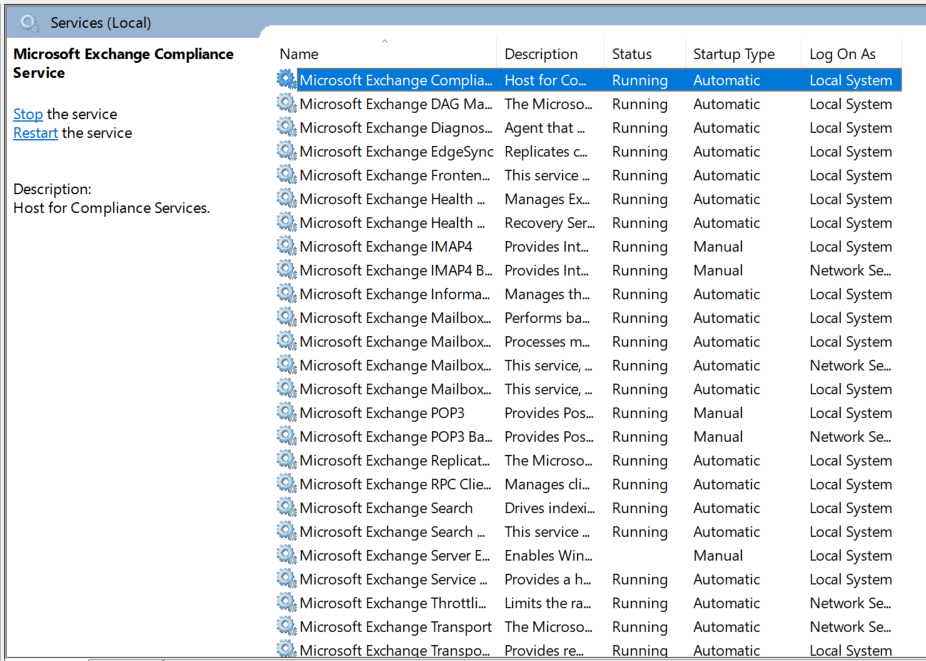 Services (Local)
Microsoft Exchange Compliance
Service
Stop the service
Restart the service
Description:
Host for Compliance Services.
Name Description Status Startup Type Log On As
Microsoft Exchange Complia... Host for Co... Running Automatic Local System
Microsoft Exchange DAG Ma... The Microso... Running Automatic Local System
Microsoft Exchange Diagnos... Agent that ... Running Automatic Local System
Microsoft Exchange EdgeSync Replicates c... Running Automatic Local System
Microsoft Exchange Fronten... This service ... Running Automatic Local System
Microsoft Exchange Health ... Manages Ex... Running Automatic Local System
Microsoft Exchange Health ... Recovery Ser... Running Automatic Local System
Microsoft Exchange IMAP4 Provides Int... Running Manual Local System
Microsoft Exchange IMAP4 B... Provides Int... Running Manual Network Se...
Microsoft Exchange Informa... Manages th... Running Automatic Local System
Microsoft Exchange Mailbox... Performs ba... Running Automatic Local System
Microsoft Exchange Mailbox... Processes m... Running Automatic Local System
Microsoft Exchange Mailbox... This service, ... Running Automatic Network Se...
Microsoft Exchange Mailbox... This service, ... Running Automatic Local System
Microsoft Exchange POP3 Provides Pos... Running Manual Local System
Microsoft Exchange POP3 Ba... Provides Pos... Running Manual Network Se...
Microsoft Exchange Replicat... The Microso... Running Automatic Local System
Microsoft Exchange RPC Clie... Manages cli... Running Automatic Local System
Microsoft Exchange Search Drives indexi... Running Automatic Local System
Microsoft Exchange Search ... This service ... Running Automatic Local System
Microsoft Exchange Server E... Enables Win... Manual Local System
Microsoft Exchange Service ... Provides a h... Running Automatic Local System
Microsoft Exchange Throttli... Limits the ra... Running Automatic Network Se...
Microsoft Exchange Transport The Microso... Running Automatic Network Se...
Microsoft Exchange Transpo... Provides re... Running Automatic Local System